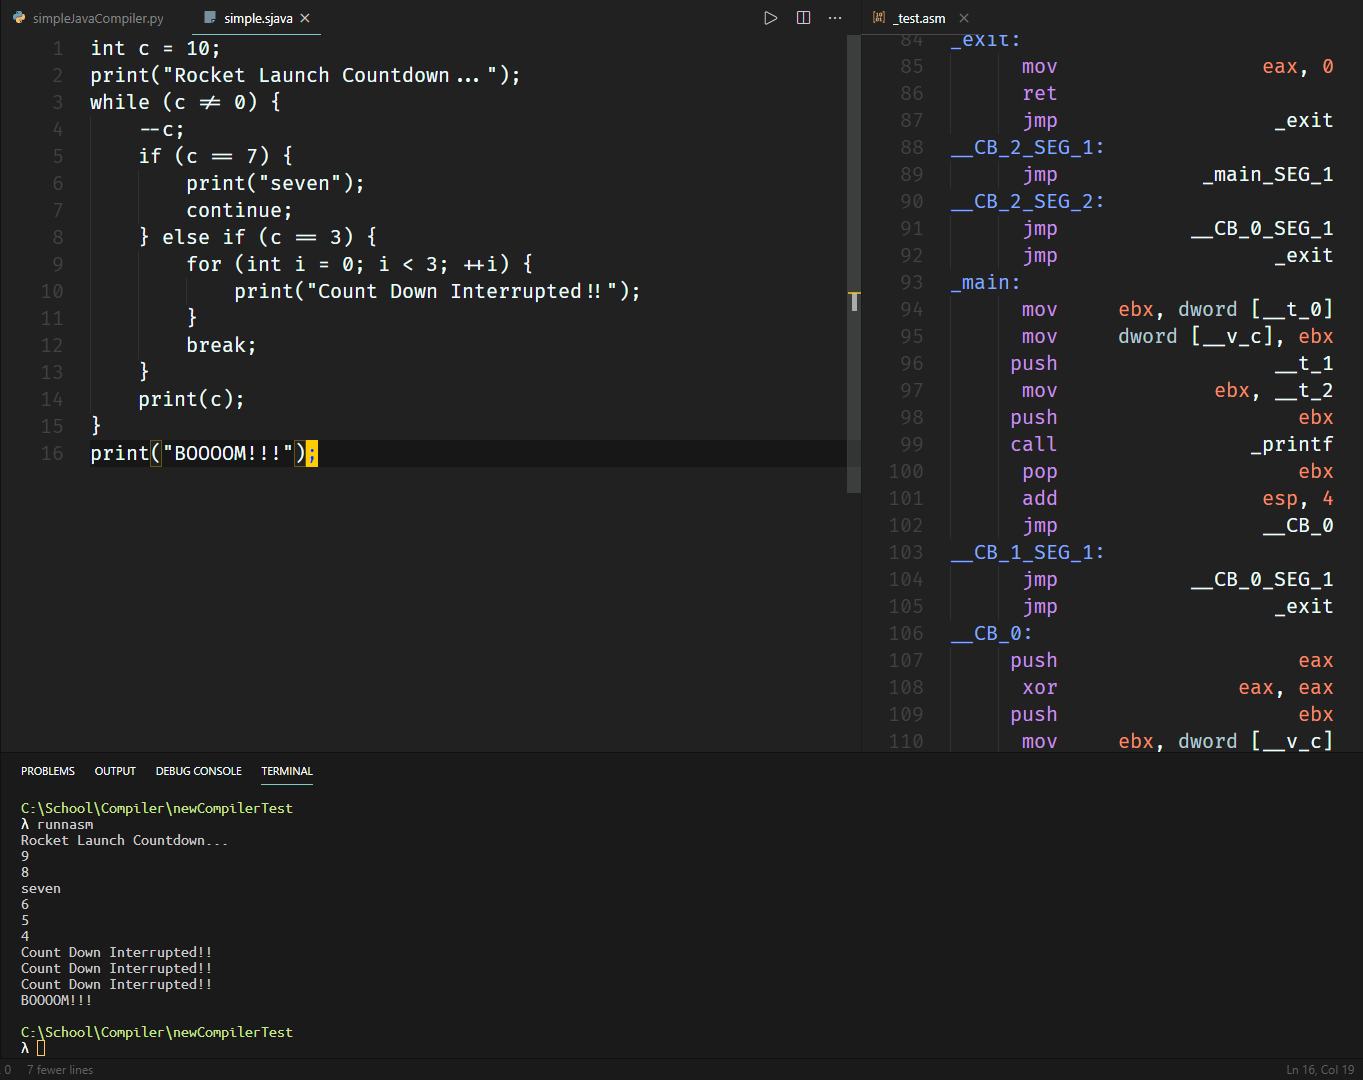 simpleJavaCompiler.py
simple.sjava
1 int c = 10;
2 print("Rocket Launch Countdown...");
3 while (c != 0) {
4 --c;
5 if (c == 7) {
6 print("seven");
7 continue;
8 } else if (c == 3) {
9 for (int i = 0; i < 3; ++i) {
10 print("Count Down Interrupted!!");
11 }
12 break;
13 }
14 print(c);
15 }
16 print("BOOOOM!!!");
_test.asm
84 _exit:
85 mov eax, 0
86 ret
87 jmp _exit
88 __CB_2_SEG_1:
89 jmp _main_SEG_1
90 __CB_2_SEG_2:
91 jmp __CB_0_SEG_1
92 jmp _exit
93 _main:
94 mov ebx, dword [__t_0]
95 mov dword [__v_c], ebx
96 push __t_1
97 mov ebx, __t_2
98 push ebx
99 call _printf
100 pop ebx
101 add esp, 4
102 jmp __CB_0
103 __CB_1_SEG_1:
104 jmp __CB_0_SEG_1
105 jmp _exit
106 __CB_0:
107 push eax
108 xor eax, eax
109 push ebx
110 mov ebx, dword [__v_c]
PROBLEMS OUTPUT DEBUG CONSOLE TERMINAL
C:\School\Compiler\newCompilerTest
λ runnasm
Rocket Launch Countdown...
9
8
seven
6
5
4
Count Down Interrupted!!
Count Down Interrupted!!
Count Down Interrupted!!
BOOOOM!!!
C:\School\Compiler\newCompilerTest
λ
0 7 fewer lines
Ln 16, Col 19